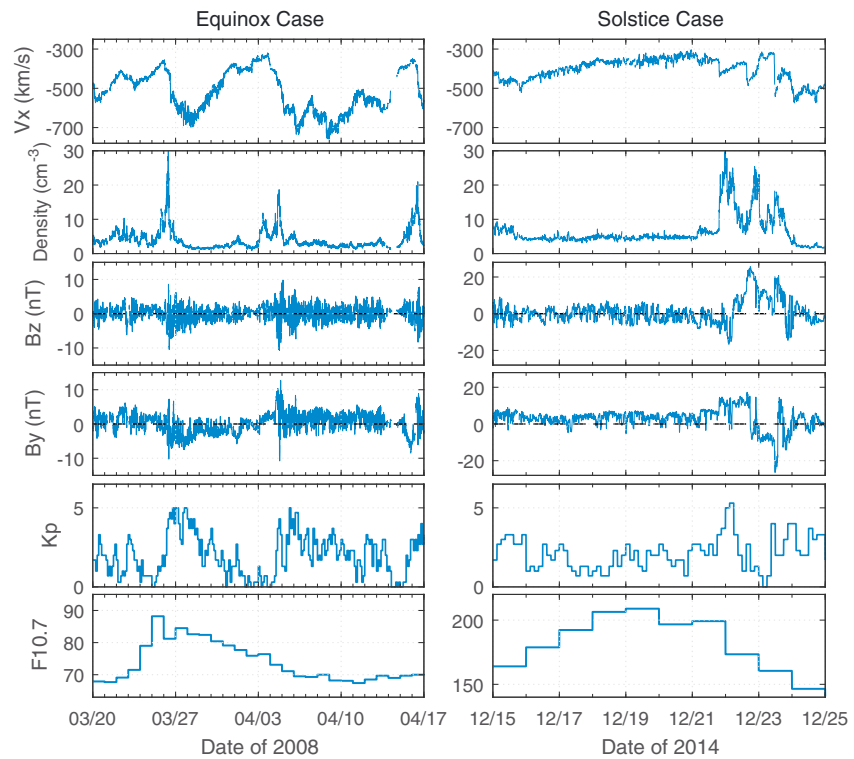 Equinox Case
Solstice Case
Vx (km/s)
-300
-500
-700
-300
-500
-700
Density (cm⁻³)
30
20
10
0
30
20
10
0
Bz (nT)
10
0
-10
20
0
-20
By (nT)
10
0
-10
20
0
-20
Kp
5
0
5
0
F10.7
90
80
70
200
150
03/20 03/27 04/03 04/10 04/17
12/15 12/17 12/19 12/21 12/23 12/25
Date of 2008
Date of 2014